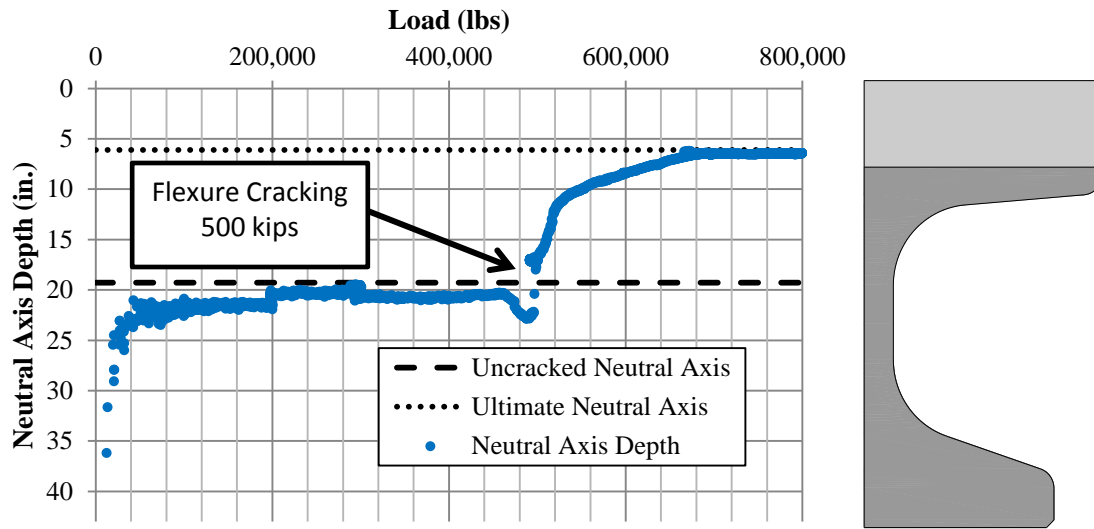 Load (lbs)
0 200,000 400,000 600,000 800,000
0
5
10
15
20
25
30
35
40
Neutral Axis Depth (in.)
Flexure Cracking
500 kips
Uncracked Neutral Axis
Ultimate Neutral Axis
Neutral Axis Depth